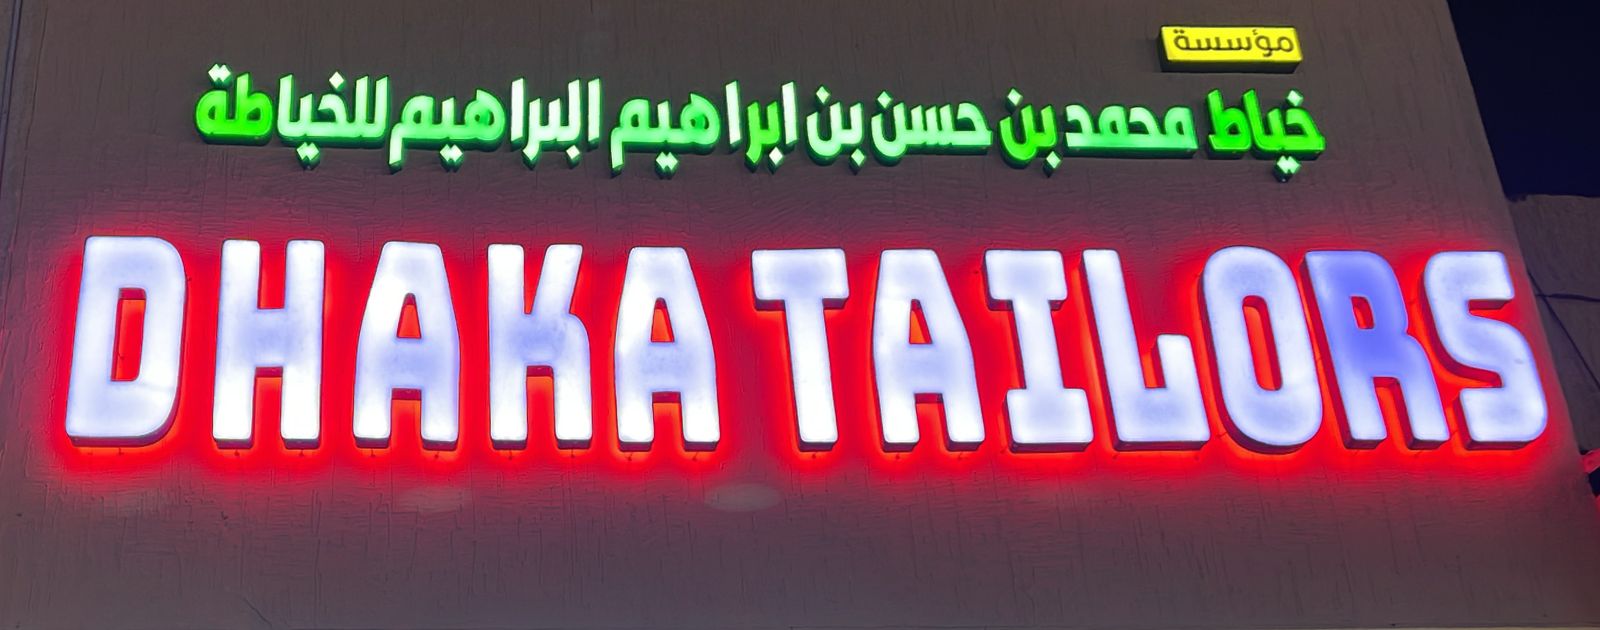 مؤسسة
خياط محمد بن حسن بن ابراهيم البراهيم للخياطة
DHAKA TAILORS